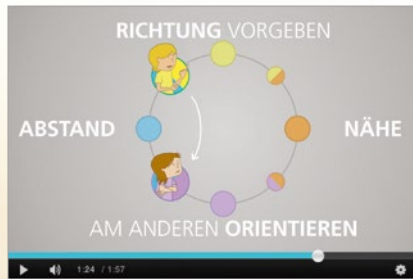 RICHTUNG VORGEBEN
ABSTAND
NÄHE
AM ANDEREN ORIENTIEREN
1:24 / 1:57